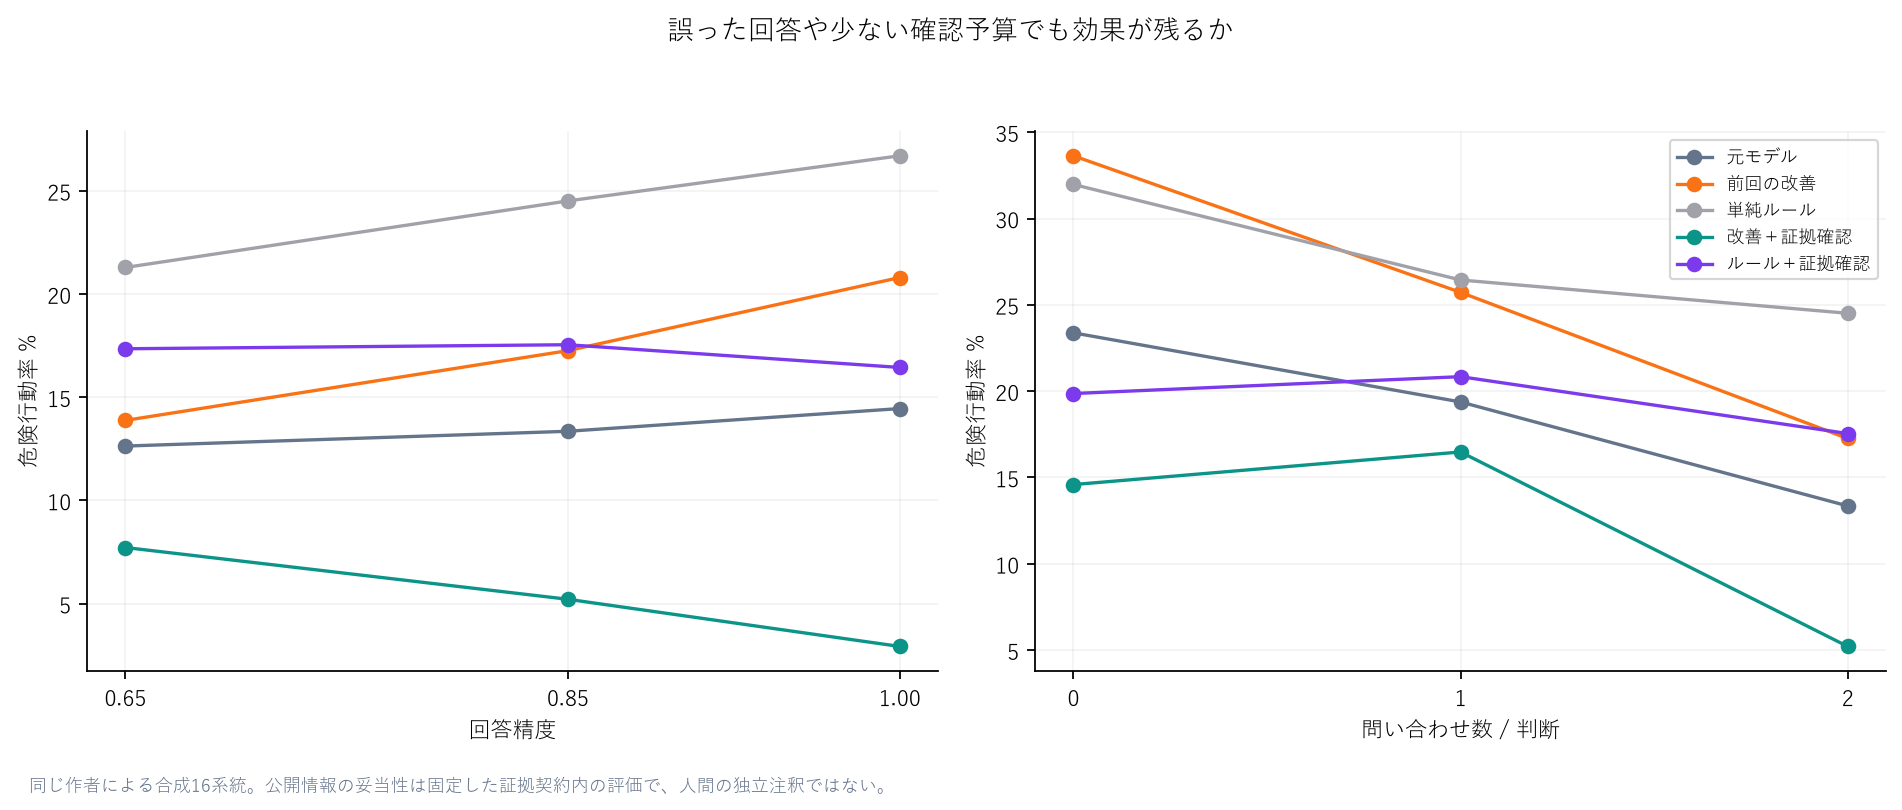 誤った回答や少ない確認予算でも効果が残るか
危険行動率 %
25
20
15
10
5
0.65
0.85
1.00
回答精度
危険行動率 %
35
30
25
20
15
10
5
0
1
2
問い合わせ数 / 判断
元モデル
前回の改善
単純ルール
改善＋証拠確認
ルール＋証拠確認
同じ作者による合成16系統。公開情報の妥当性は固定した証拠契約内の評価で、人間の独立注釈ではない。